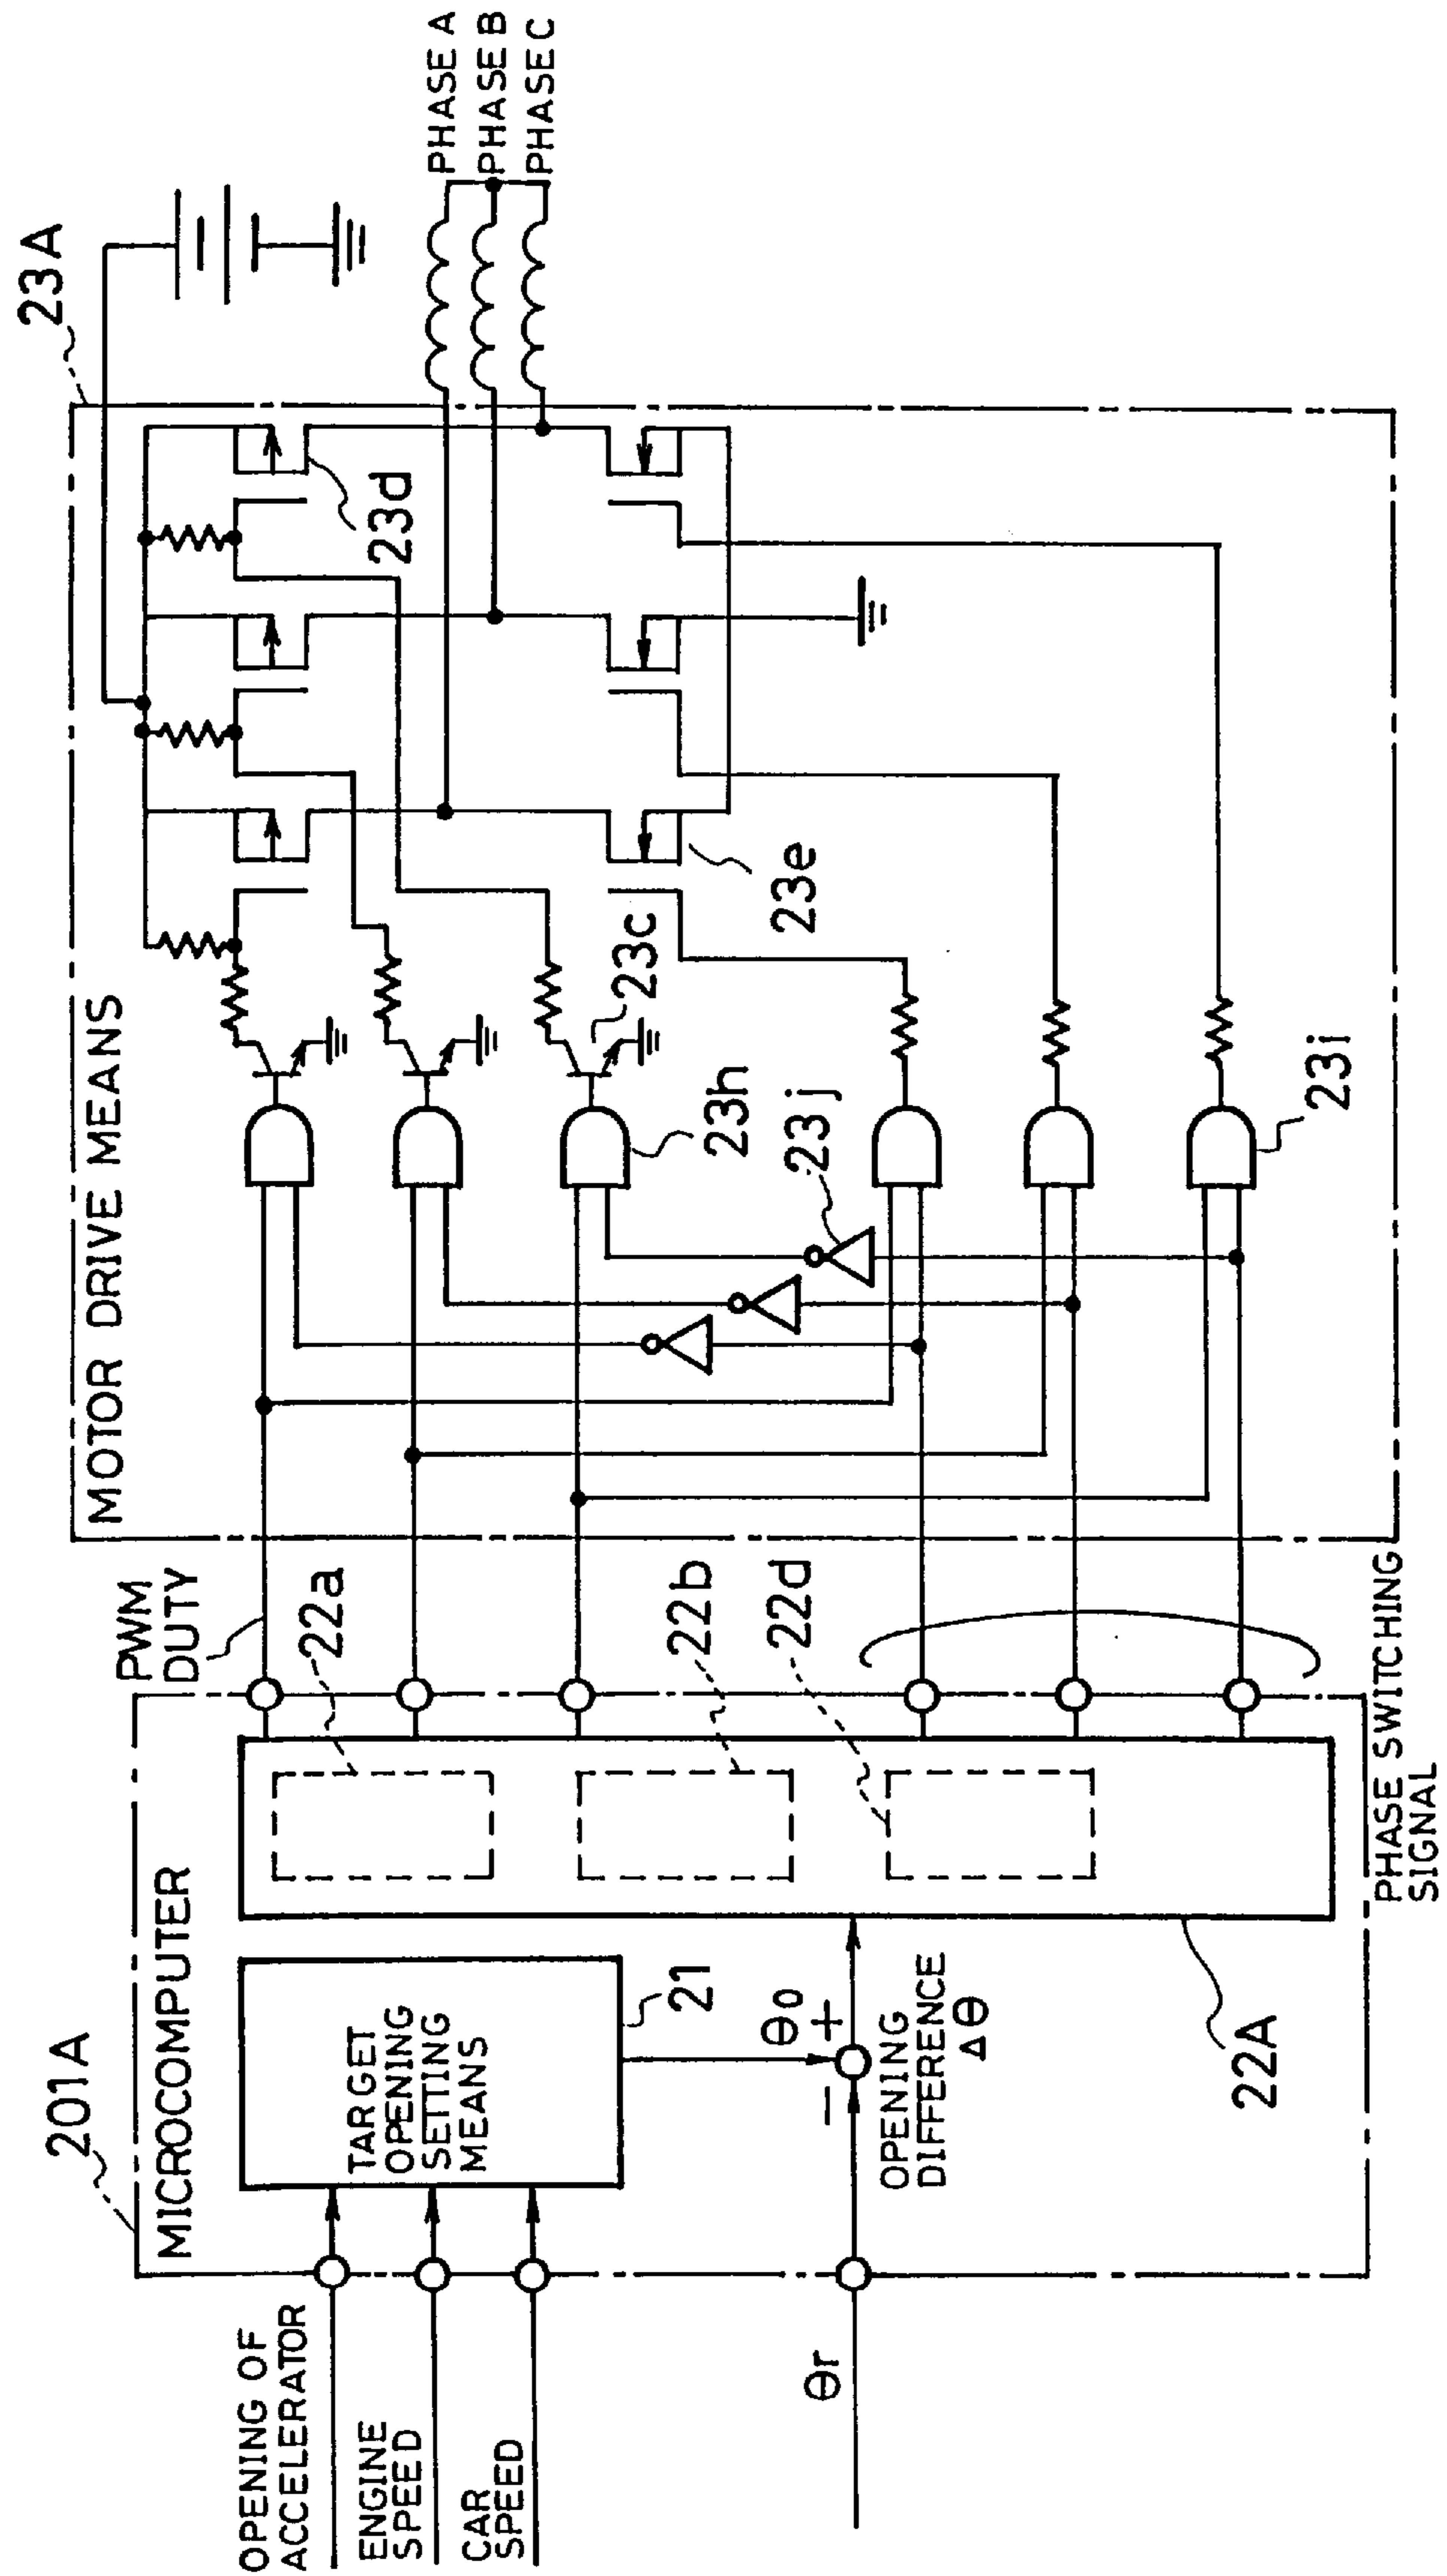 201A
MICROCOMPUTER
OPENING OF
ACCELERATOR
ENGINE
SPEED
CAR
SPEED
TARGET
OPENING
SETTING
MEANS
21
θo
+
−
θr
OPENING
DIFFERENCE
Δθ
22A
PWM
DUTY
22a
22b
22d
PHASE SWITCHING
SIGNAL
MOTOR DRIVE MEANS
23A
23c
23d
23e
23h
23j
23i
PHASE A
PHASE B
PHASE C